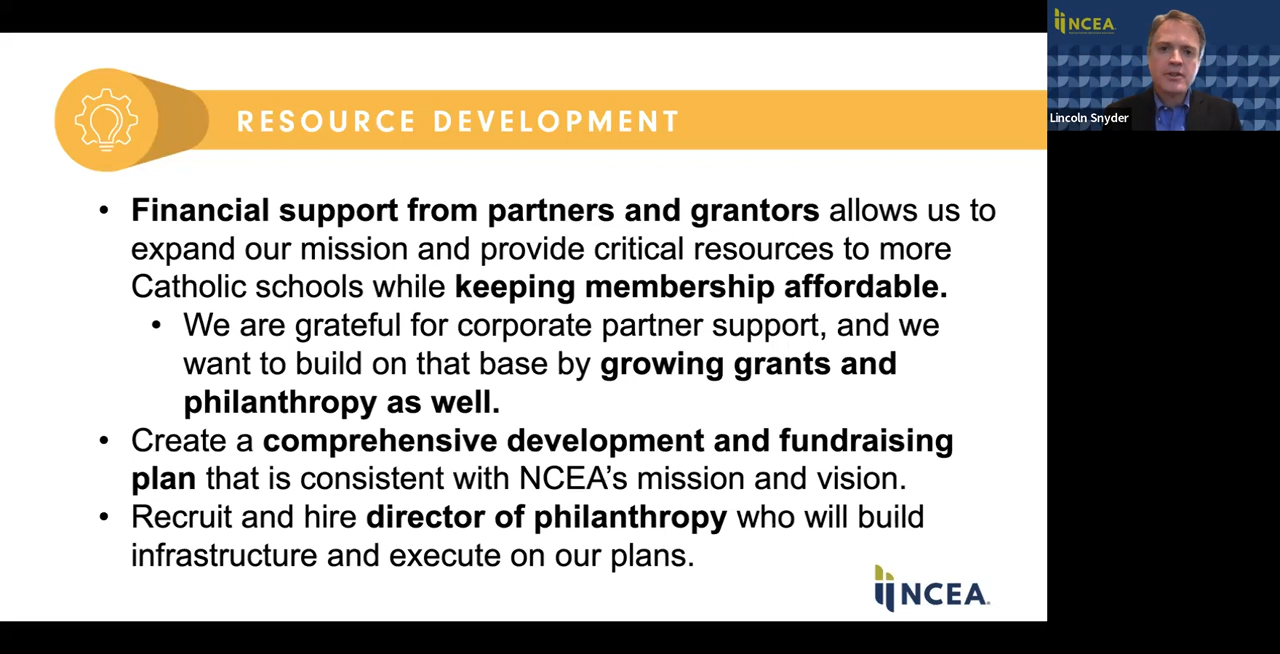 RESOURCE DEVELOPMENT
• Financial support from partners and grantors allows us to
expand our mission and provide critical resources to more
Catholic schools while keeping membership affordable.
• We are grateful for corporate partner support, and we
want to build on that base by growing grants and
philanthropy as well.
• Create a comprehensive development and fundraising
plan that is consistent with NCEA’s mission and vision.
• Recruit and hire director of philanthropy who will build
infrastructure and execute on our plans.
NCEA
NCEA
Lincoln Snyder